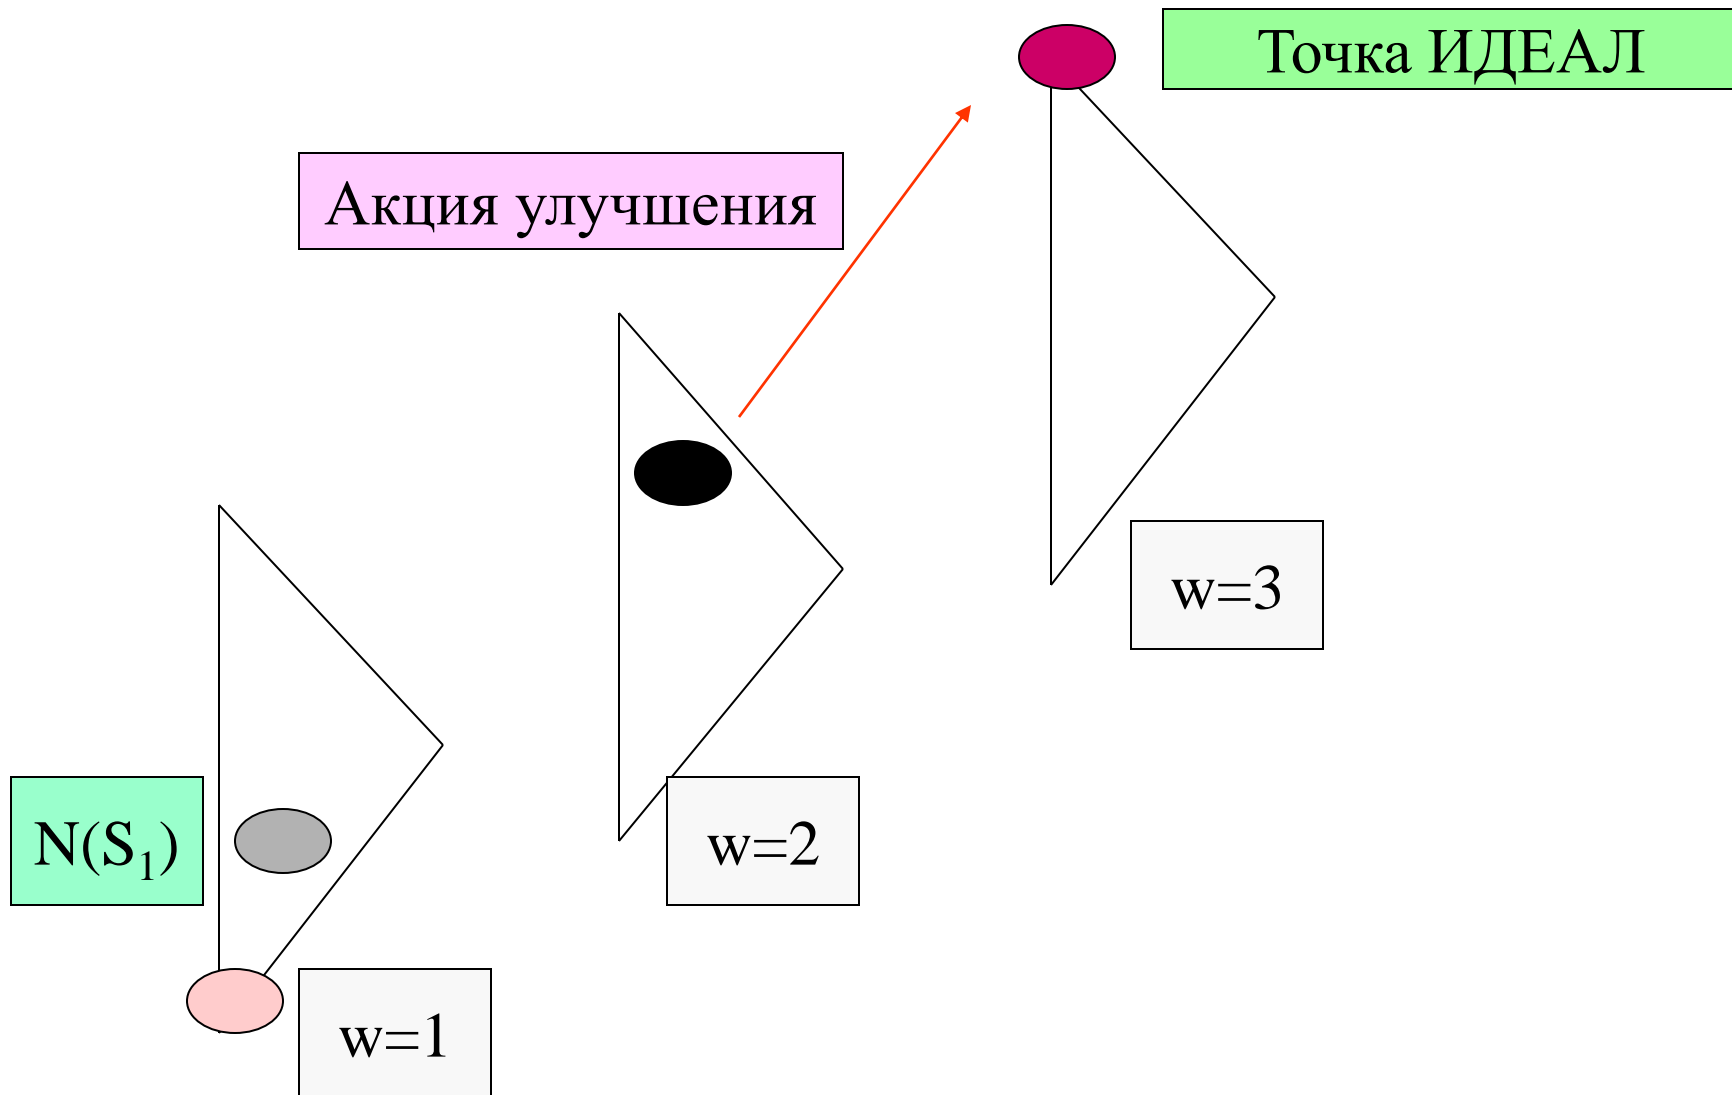 Точка ИДЕАЛ
Акция улучшения
w=3
N(S₁)
w=2
w=1